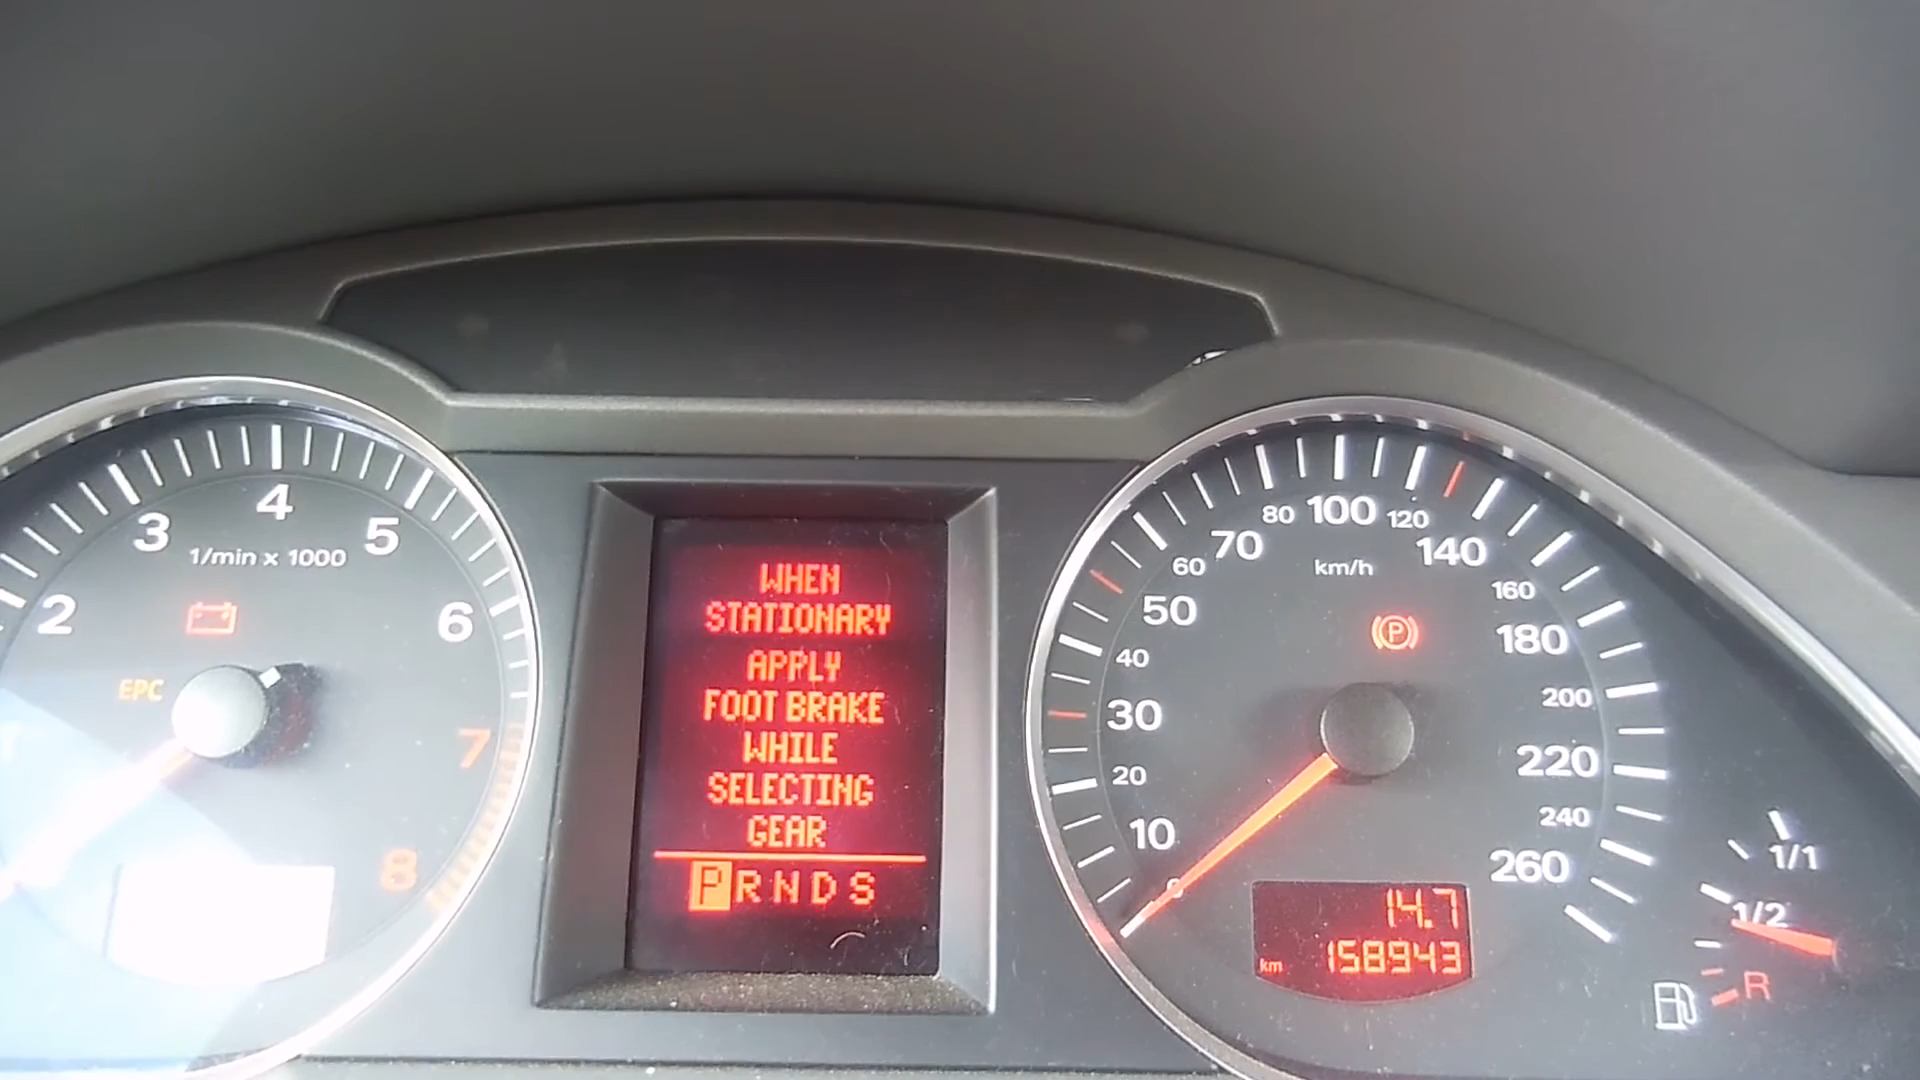 2
3
4
5
6
7
8
1/min x 1000
EPC
WHEN
STATIONARY
APPLY
FOOT BRAKE
WHILE
SELECTING
GEAR
P R N D S
0
10
20
30
40
50
60
70
80
100
120
140
160
180
200
220
240
260
km/h
P
14.7
km 158943
1/1
1/2
R